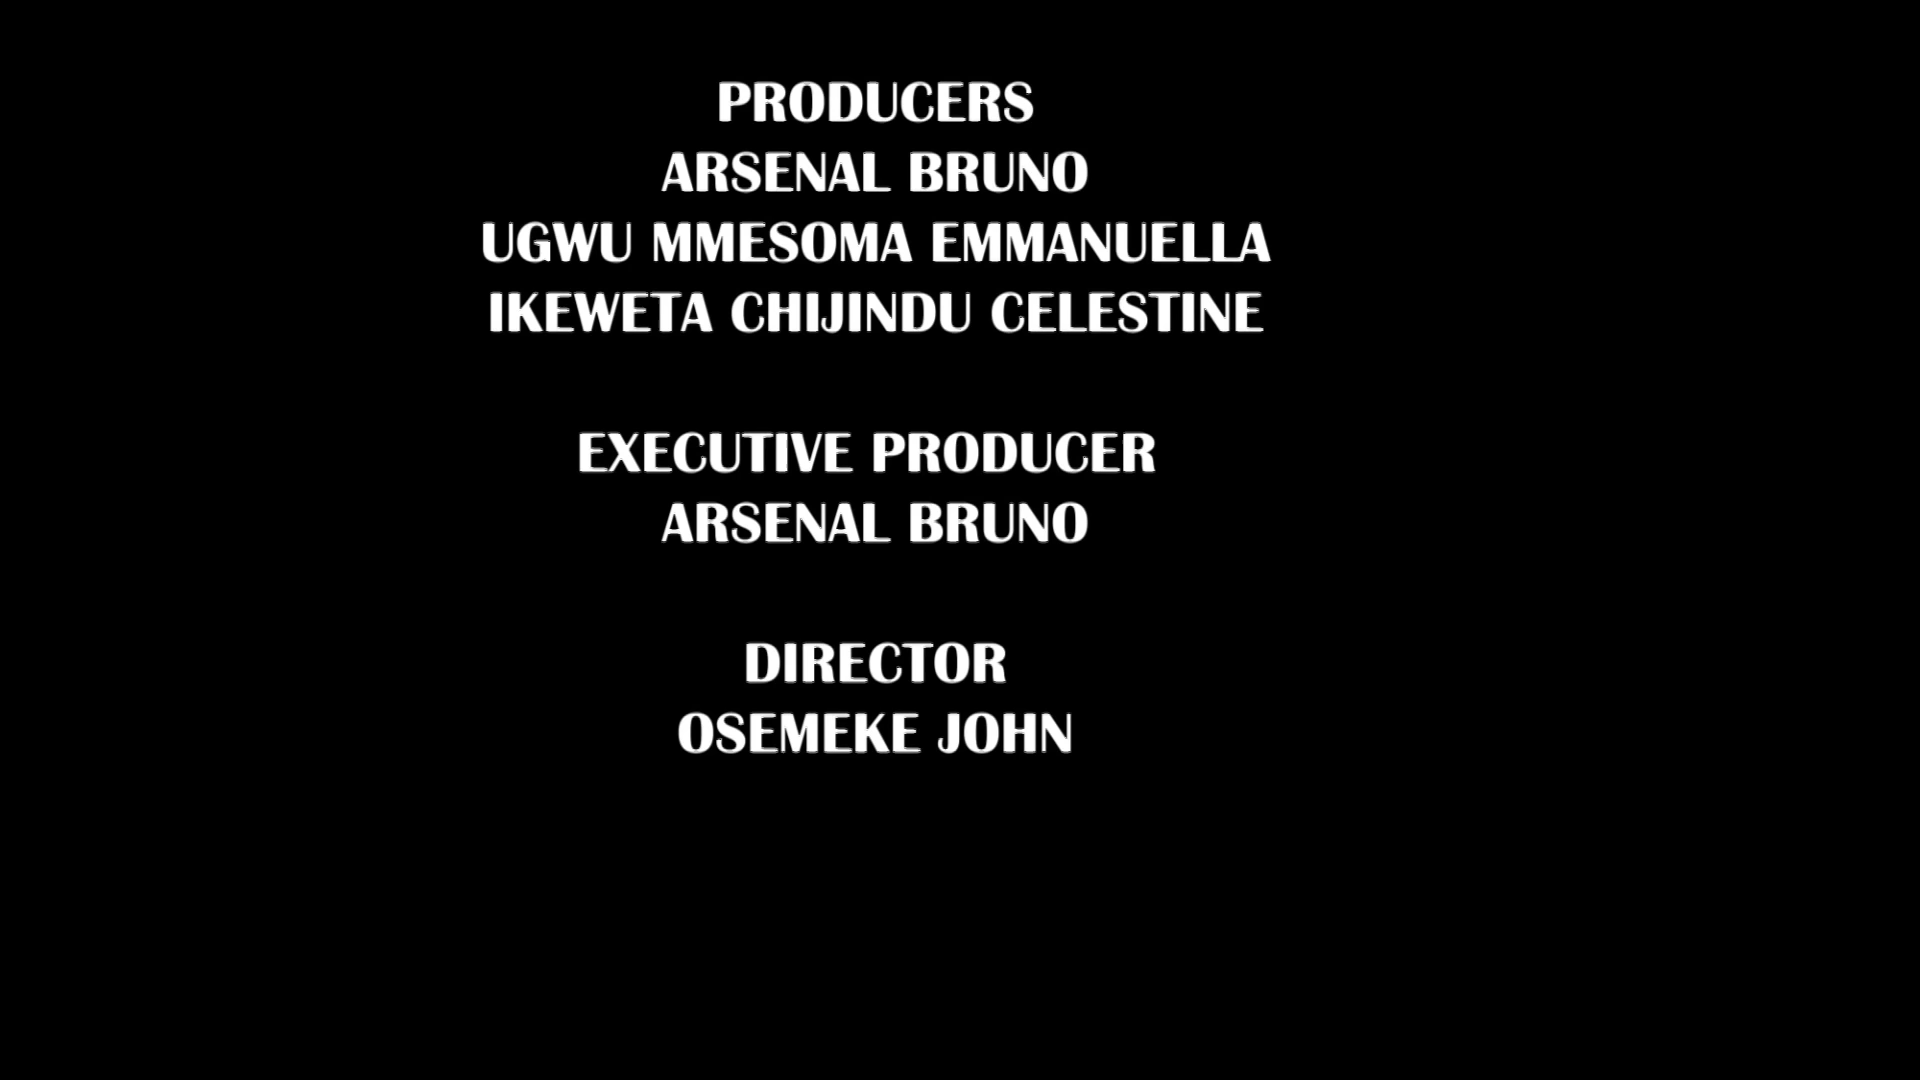 PRODUCERS
ARSENAL BRUNO
UGWU MMESOMA EMMANUELLA
IKEWETA CHIJINDU CELESTINE
EXECUTIVE PRODUCER
ARSENAL BRUNO
DIRECTOR
OSEMEKE JOHN